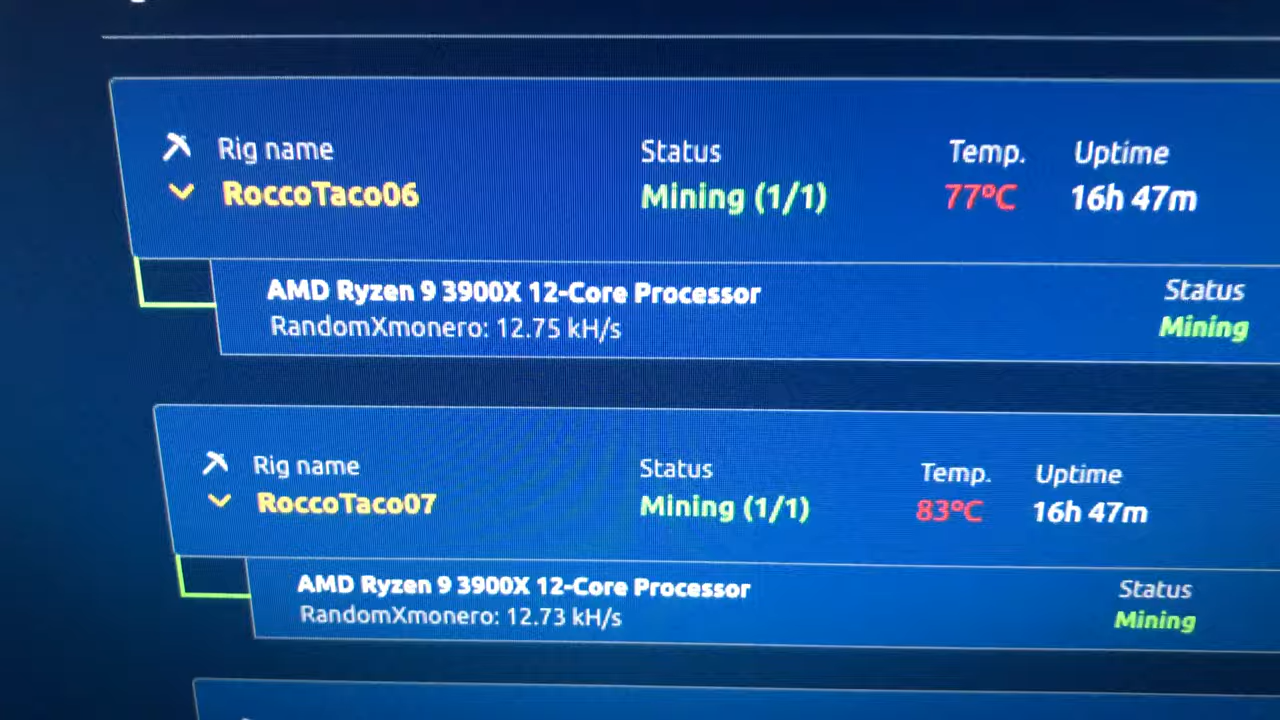 Rig name Status Temp. Uptime
RoccoTaco06 Mining (1/1) 77°C 16h 47m
AMD Ryzen 9 3900X 12-Core Processor Status
RandomXmonero: 12.75 kH/s Mining
Rig name Status Temp. Uptime
RoccoTaco07 Mining (1/1) 83°C 16h 47m
AMD Ryzen 9 3900X 12-Core Processor Status
RandomXmonero: 12.73 kH/s Mining